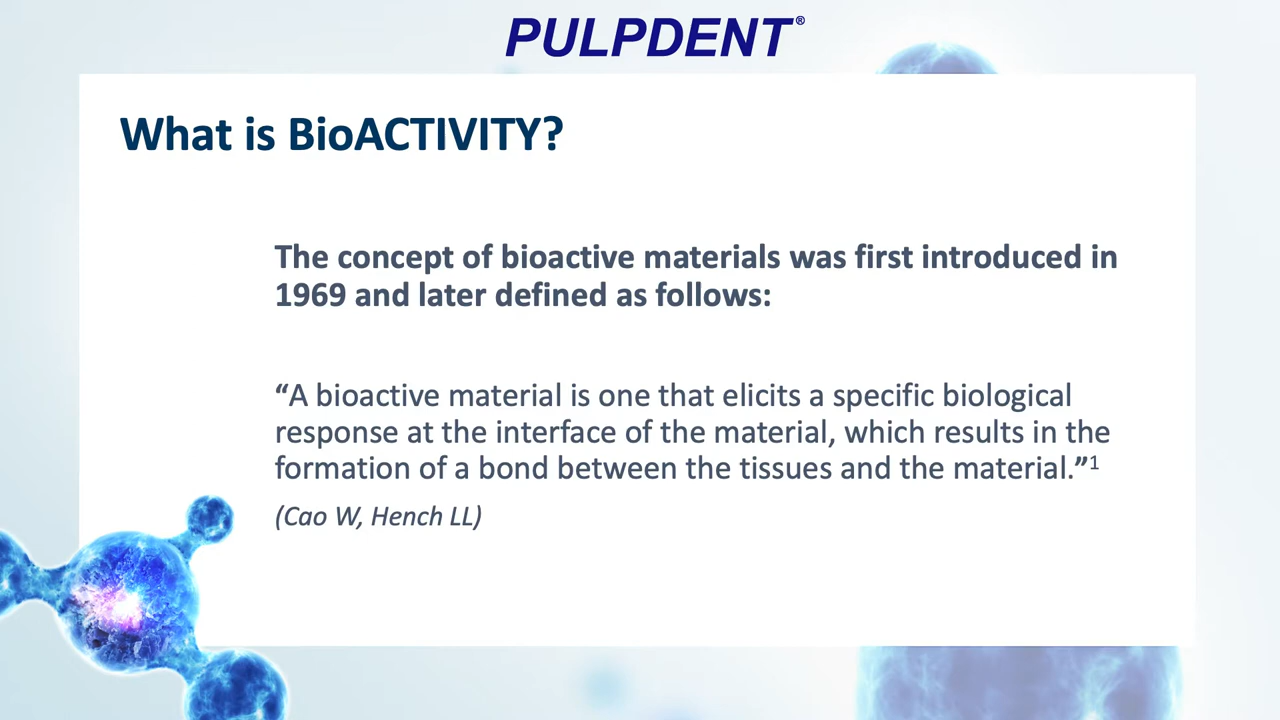 PULPDENT®
What is BioACTIVITY?
The concept of bioactive materials was first introduced in
1969 and later defined as follows:
“A bioactive material is one that elicits a specific biological
response at the interface of the material, which results in the
formation of a bond between the tissues and the material.”¹
(Cao W, Hench LL)